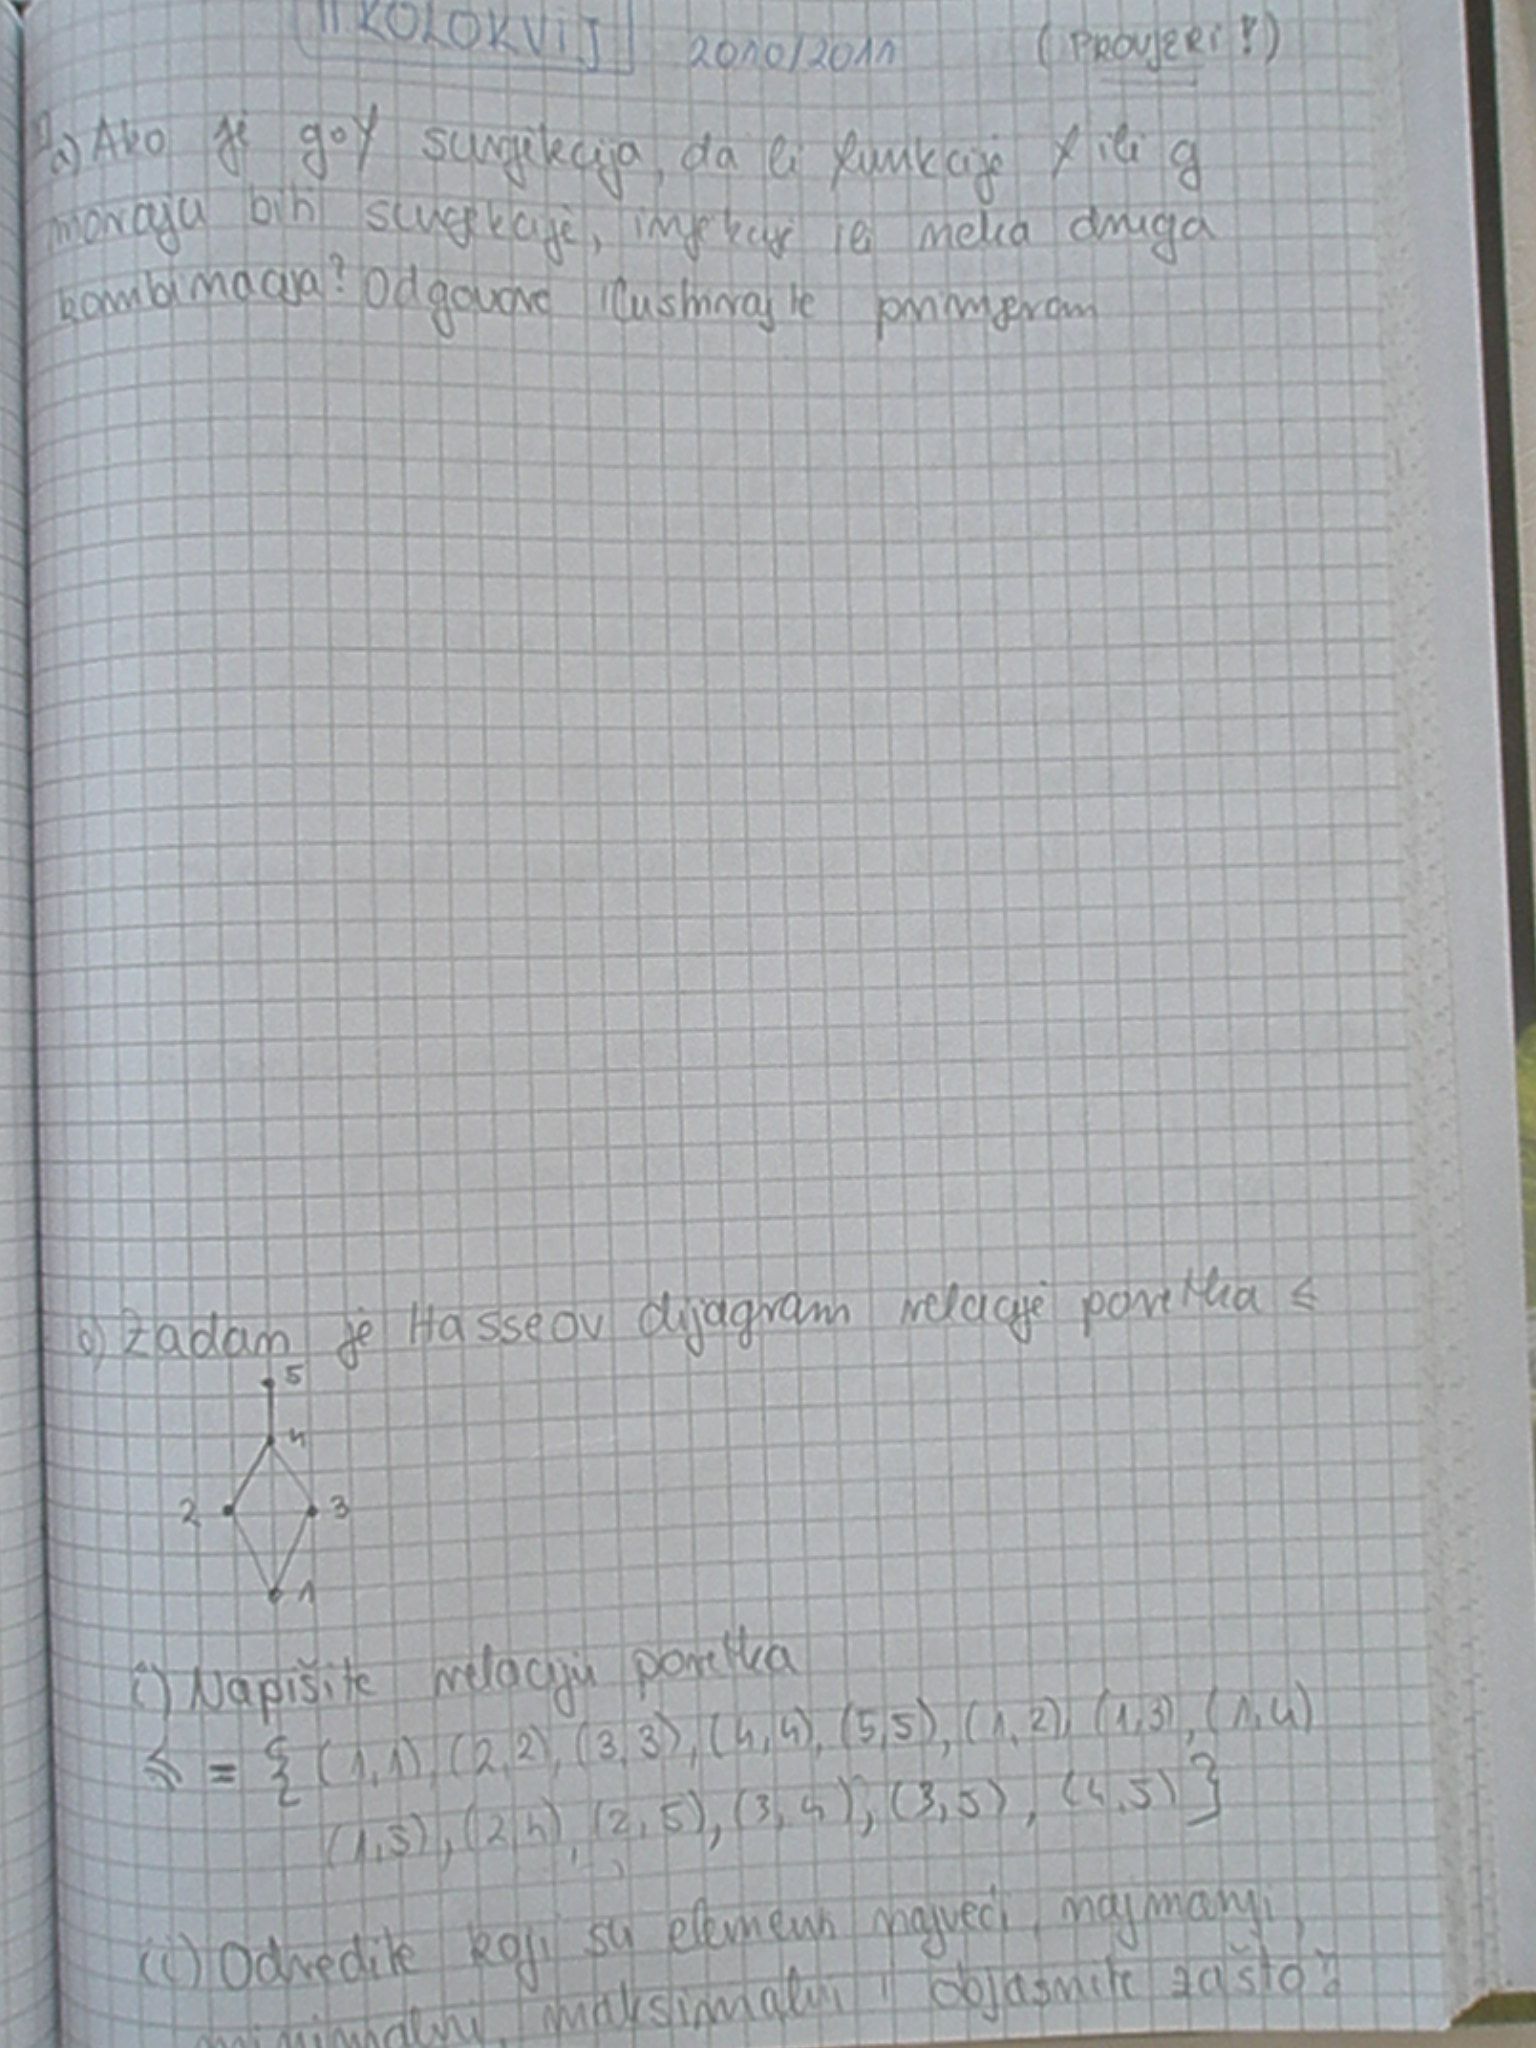 II KOLOKVIJ 2010/2011 (PROVJERI!)
a) Ako je g∘f surjekcija, da li funkcije f ili g
moraju biti surjekcije, injekcije ili neka druga
kombinacija? Odgovore ilustrirajte primjerom
b) Zadan je Hasseov dijagram relacije poretka ≤
5
4
2 3
1
i) Napišite relaciju poretka
≤ = { (1,1), (2,2), (3,3), (4,4), (5,5), (1,2), (1,3), (1,4)
(1,5), (2,4), (2,5), (3,4), (3,5), (4,5) }
ii) Odredite koji su elementi najveći, najmanji,
minimalni, maksimalni i objasnite zašto?